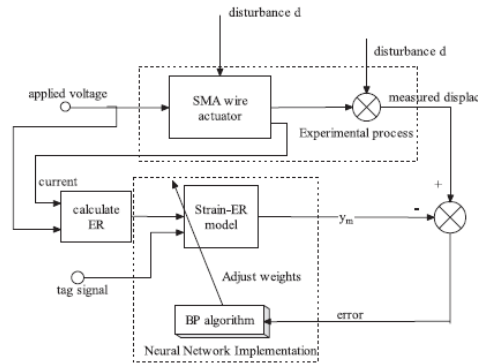 disturbance d
disturbance d
applied voltage
SMA wire
actuator
measured displac
Experimental process
current
calculate
ER
Strain-ER
model
+
-
ym
tag signal
Adjust weights
BP algorithm
error
Neural Network Implementation